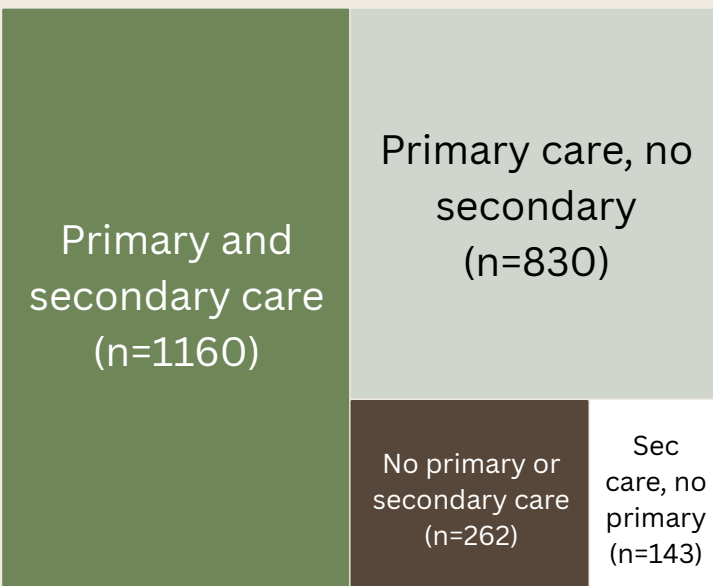 Primary and
secondary care
(n=1160)
Primary care, no
secondary
(n=830)
No primary or
secondary care
(n=262)
Sec
care, no
primary
(n=143)